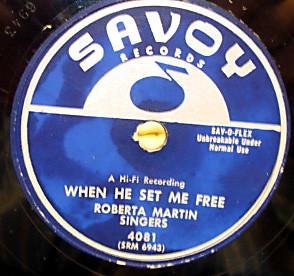 SAVOY
RECORDS
SAV-O-FLEX
Unbreakable Under
Normal Use
A Hi-Fi Recording
WHEN HE SET ME FREE
ROBERTA MARTIN
SINGERS
4081
(SRM 6943)